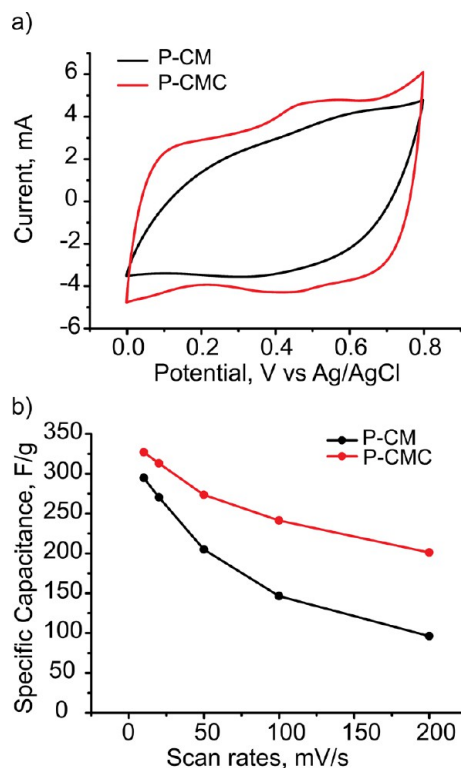 a)
P-CM
P-CMC
Current, mA
6
4
2
0
-2
-4
-6
0.0 0.2 0.4 0.6 0.8
Potential, V vs Ag/AgCl
b)
P-CM
P-CMC
Specific Capacitance, F/g
350
300
250
200
150
100
50
0
0 50 100 150 200
Scan rates, mV/s